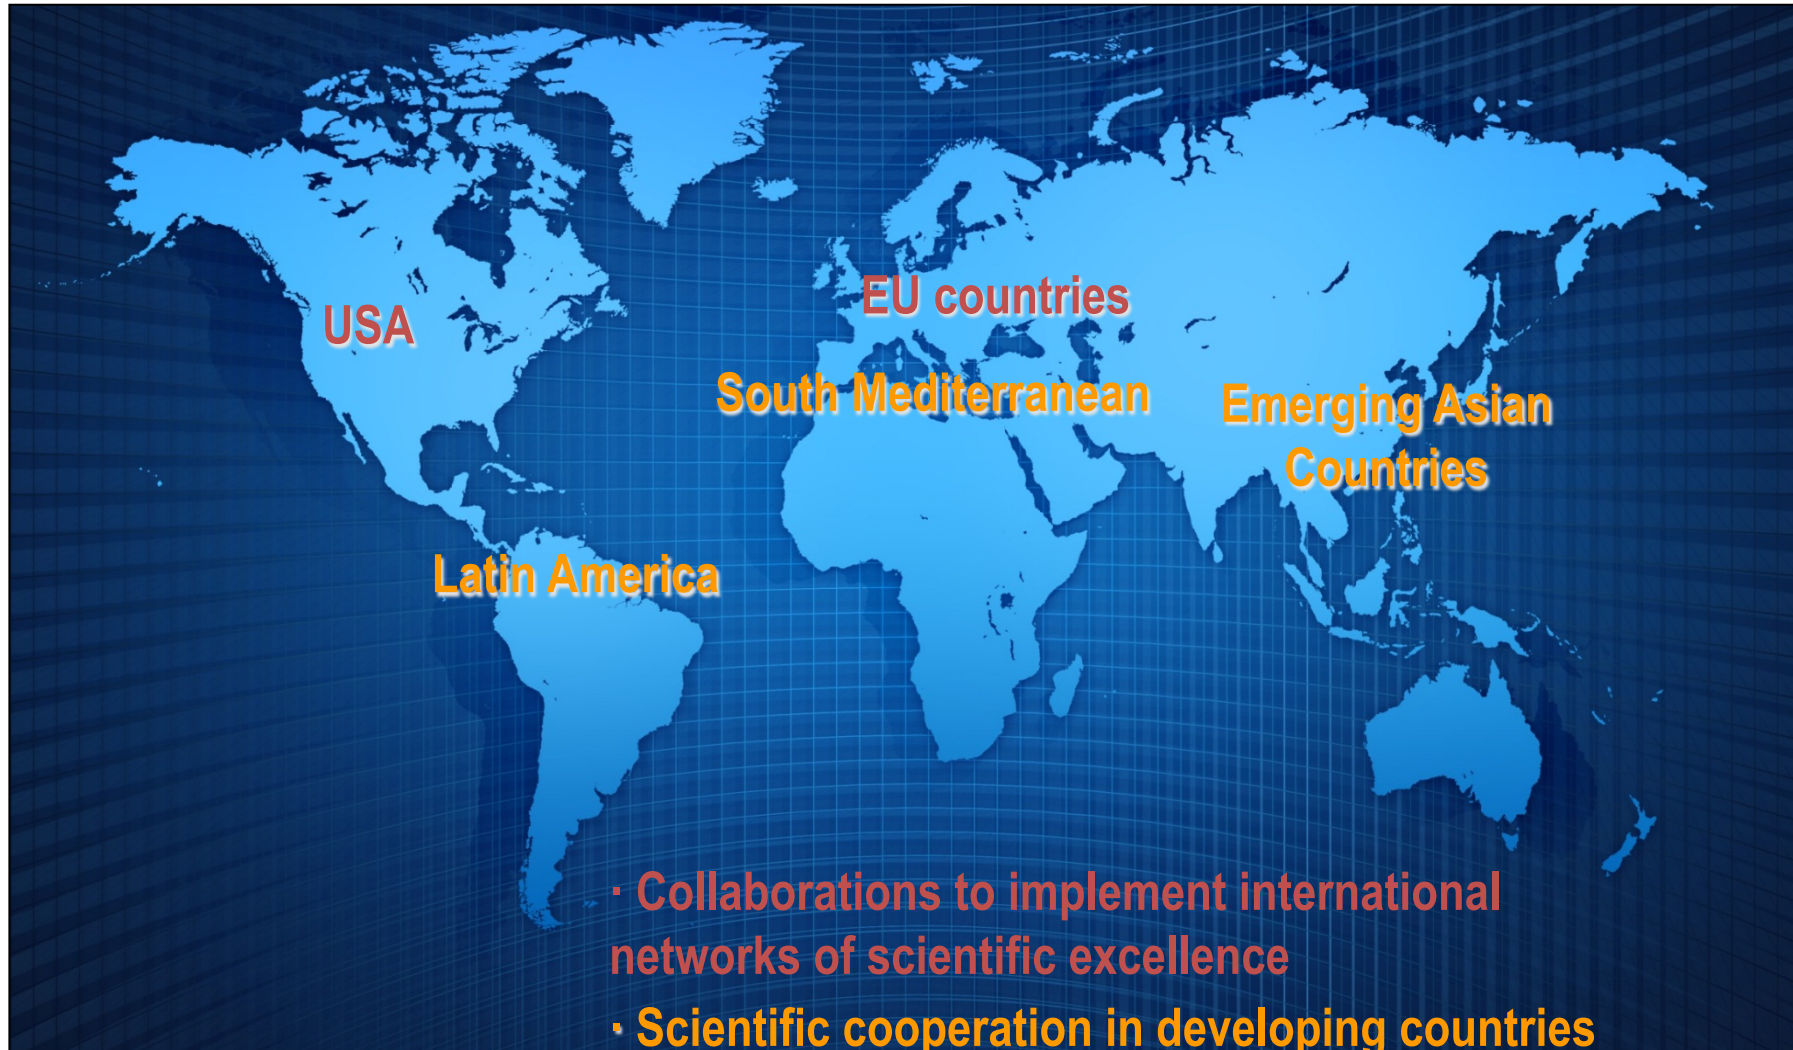 USA
EU countries
South Mediterranean
Emerging Asian
Countries
Latin America
· Collaborations to implement international
networks of scientific excellence
· Scientific cooperation in developing countries